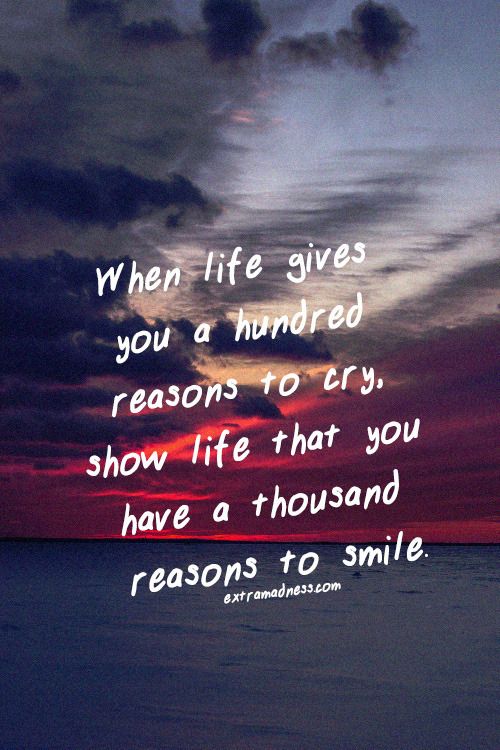 When life gives
you a hundred
reasons to cry,
show life that you
have a thousand
reasons to smile.
extramadness.com